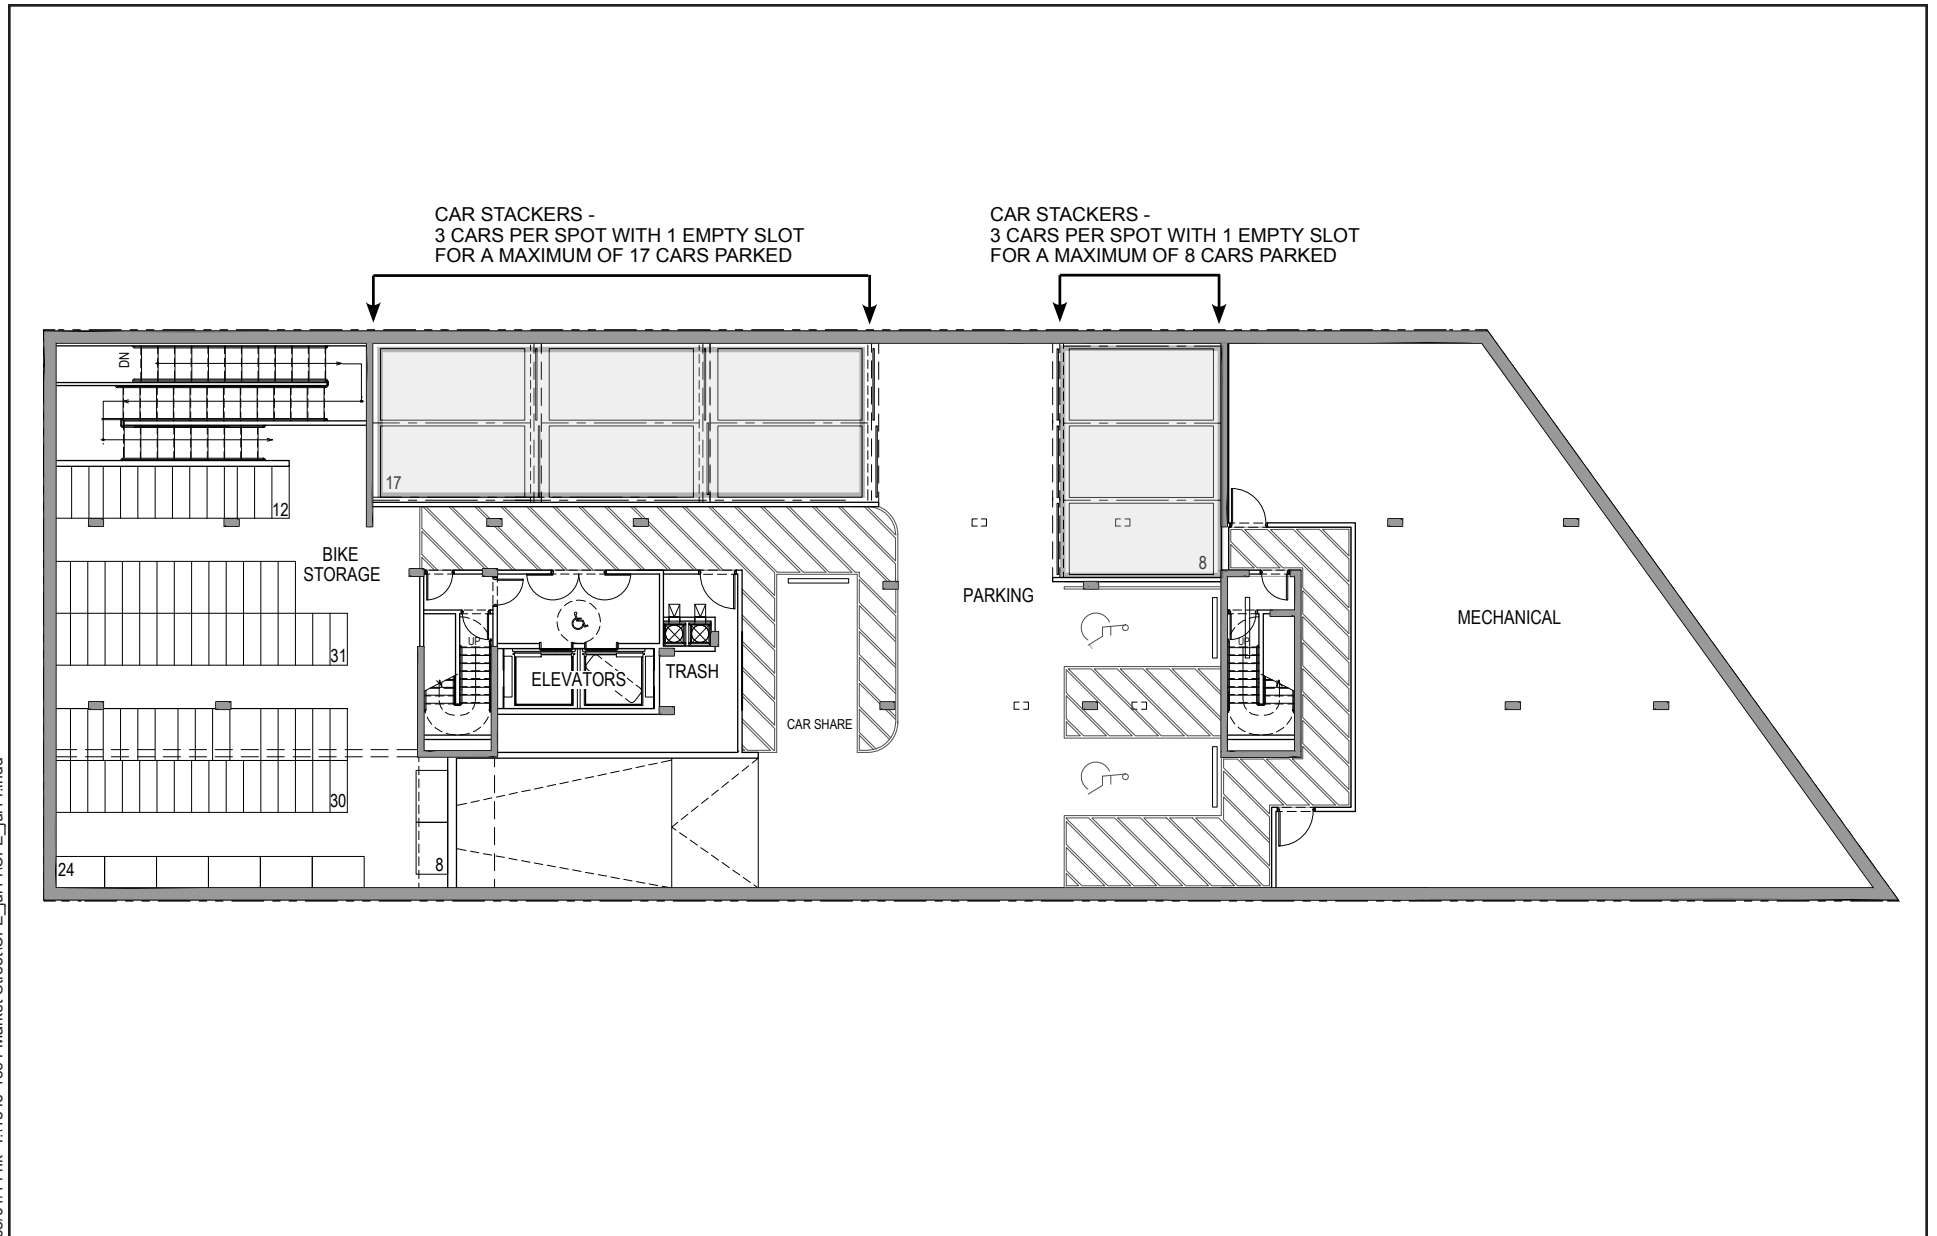 CAR STACKERS -
3 CARS PER SPOT WITH 1 EMPTY SLOT
FOR A MAXIMUM OF 17 CARS PARKED
CAR STACKERS -
3 CARS PER SPOT WITH 1 EMPTY SLOT
FOR A MAXIMUM OF 8 CARS PARKED
DN
17
12
BIKE
STORAGE
8
PARKING
MECHANICAL
UP
UP
31
ELEVATORS
TRASH
CAR SHARE
30
24
8